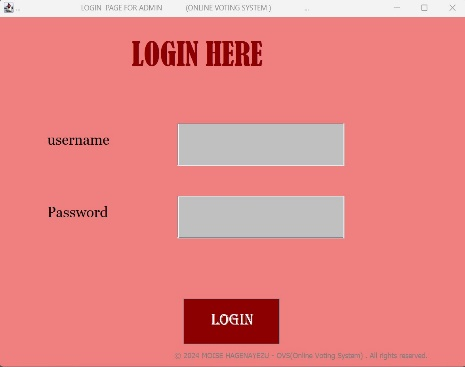 LOGIN PAGE FOR ADMIN (ONLINE VOTING SYSTEM )
LOGIN HERE
username
Password
LOGIN
© 2024 MOISE HABENAYEZU - OVS(Online Voting System) . All rights reserved.